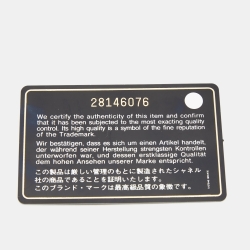 28146076
We certify the authenticity of this item and confirm
that it has been subjected to the most exacting quality
control. Its high quality is a symbol of the fine reputation
of the Trademark.
Wir bestätigen, dass es sich um einen Artikel handelt,
der während seiner Herstellung strengsten Kontrollen
unterworfen war, und dessen erstklassige Qualität
dem hohen Ansehen unserer Marke entspricht.
この製品は厳しい管理のもとに製造されたシャネル
社の商品であることを証明いたします。
このブランド・マークは最高級品質の象徴です。